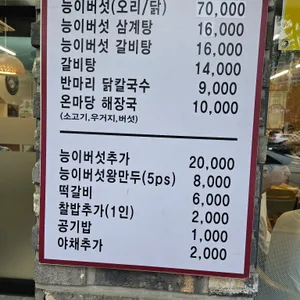 능이버섯(오리/닭) 70,000
능이버섯 삼계탕 16,000
능이버섯 갈비탕 16,000
갈비탕 14,000
반마리 닭칼국수 9,000
온마당 해장국 10,000
(소고기,우거지,버섯)
능이버섯추가 20,000
능이버섯왕만두(5ps) 8,000
떡갈비 6,000
찰밥추가(1인) 2,000
공기밥 1,000
야채추가 2,000